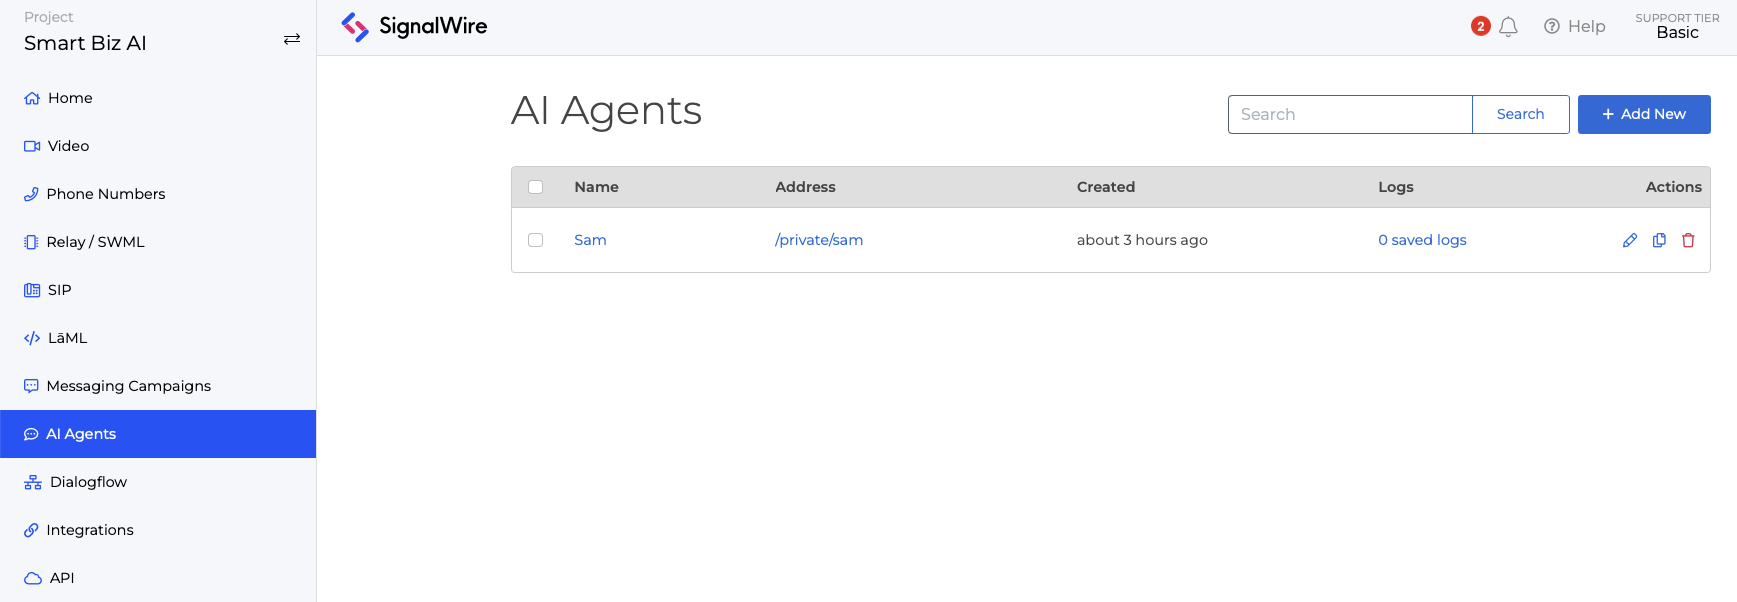 Project
Smart Biz AI
Home
Video
Phone Numbers
Relay / SWML
SIP
LāML
Messaging Campaigns
AI Agents
Dialogflow
Integrations
API
SignalWire
2
Help
SUPPORT TIER
Basic
AI Agents
Search
Search
+ Add New
Name Address Created Logs Actions
Sam /private/sam about 3 hours ago 0 saved logs